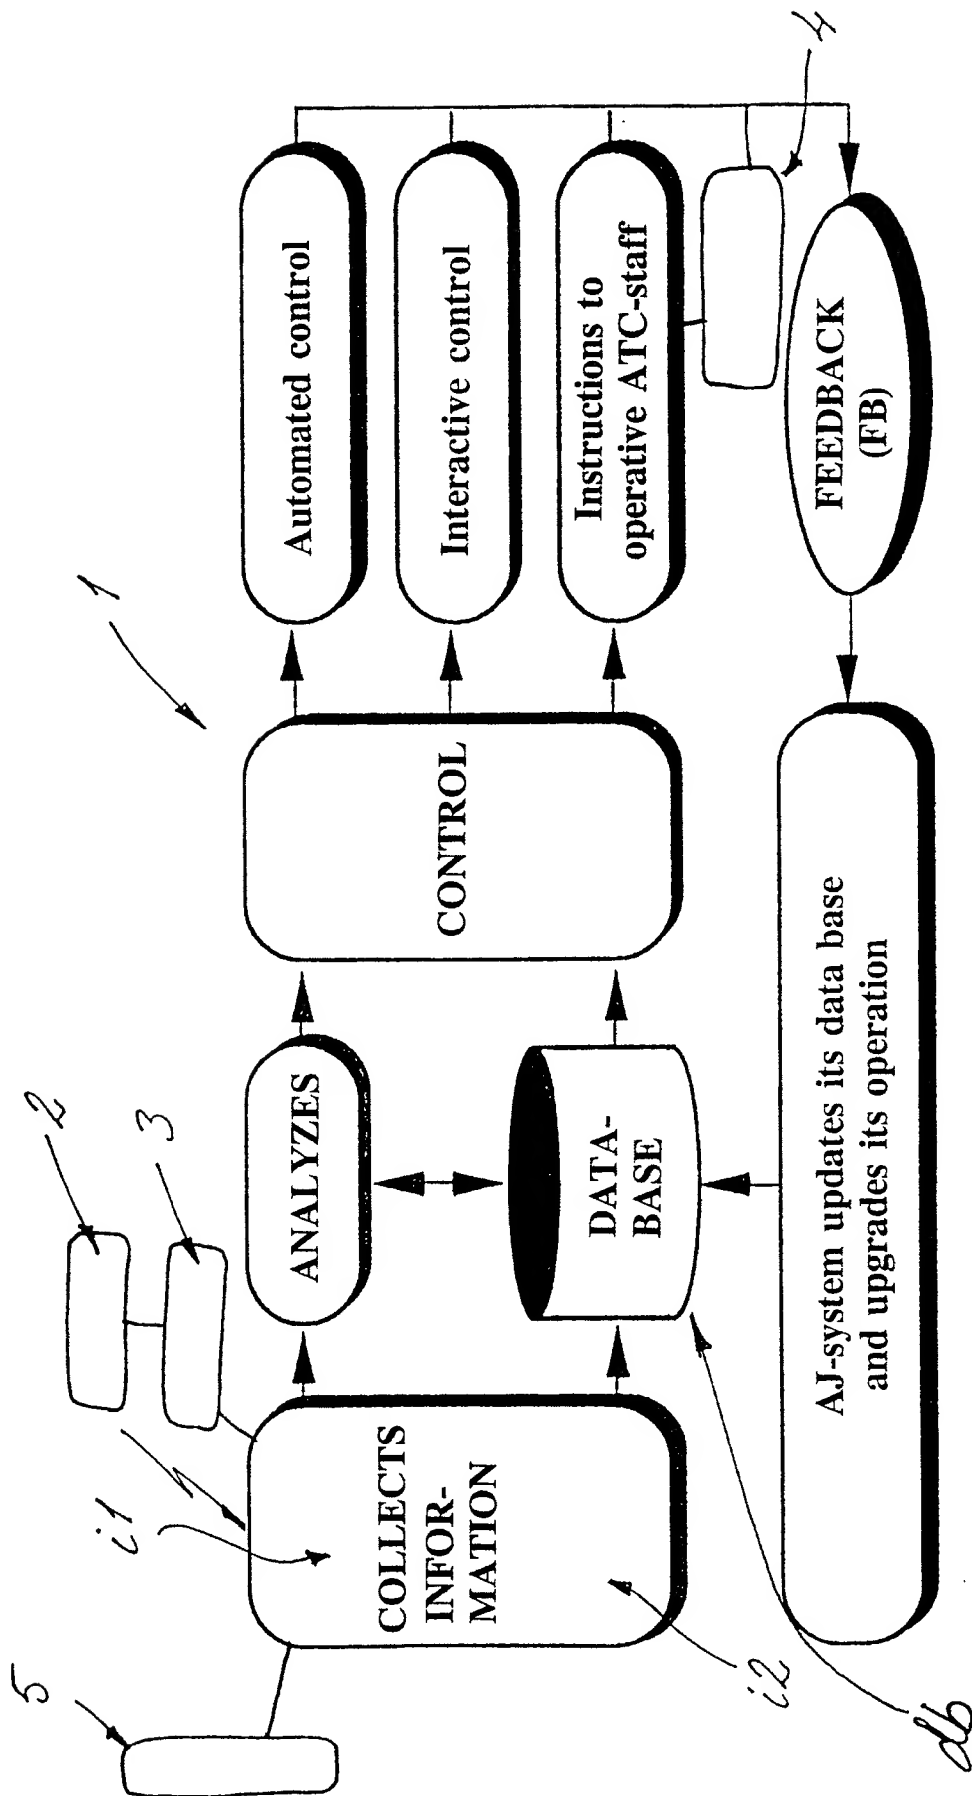 5
i1
2
3
1
4
COLLECTS
INFOR-
MATION
i2
ANALYZES
DATA-
BASE
db
CONTROL
Automated control
Interactive control
Instructions to
operative ATC-staff
FEEDBACK
(FB)
AJ-system updates its data base
and upgrades its operation